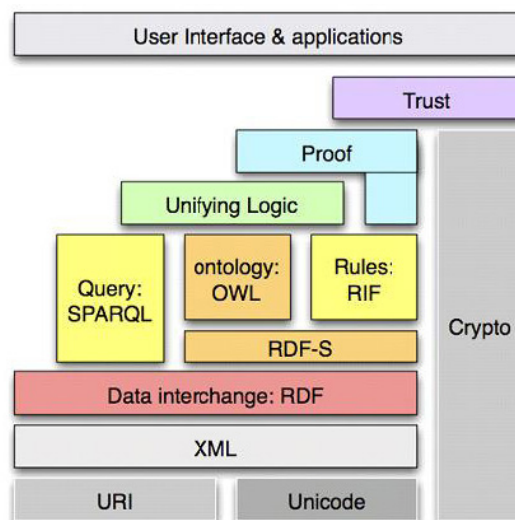 User Interface & applications
Trust
Proof
Unifying Logic
Query:
SPARQL
ontology:
OWL
Rules:
RIF
Crypto
RDF-S
Data interchange: RDF
XML
URI
Unicode